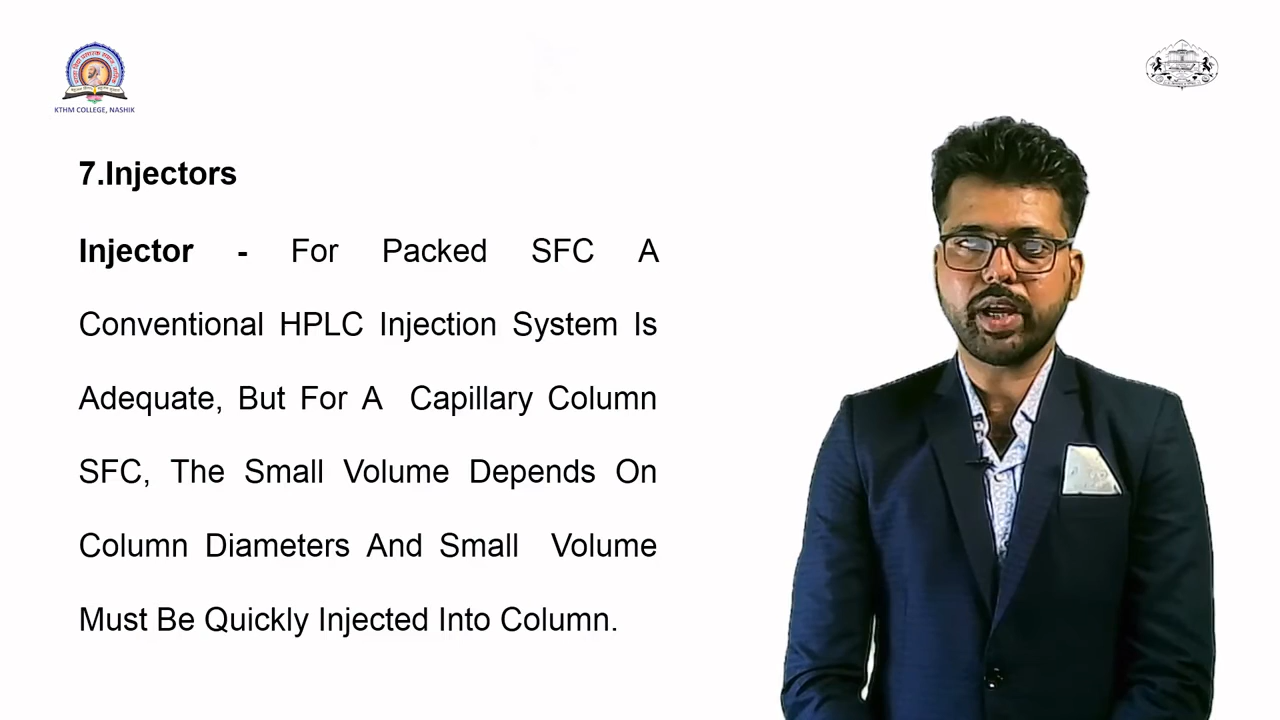 KTHM COLLEGE, NASHIK
7.Injectors
Injector - For Packed SFC A
Conventional HPLC Injection System Is
Adequate, But For A Capillary Column
SFC, The Small Volume Depends On
Column Diameters And Small Volume
Must Be Quickly Injected Into Column.